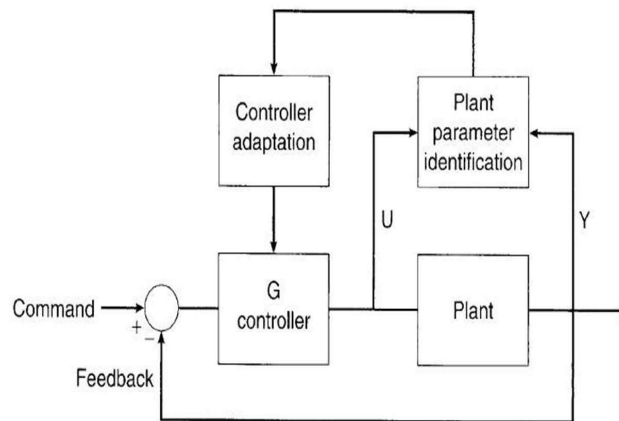 Controller
adaptation
Plant
parameter
identification
U
Y
Command
+
−
G
controller
Plant
Feedback